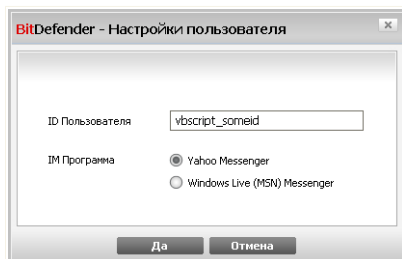 BitDefender - Настройки пользователя
ID Пользователя vbscript_someid
IM Программа Yahoo Messenger
Windows Live (MSN) Messenger
Да Отмена